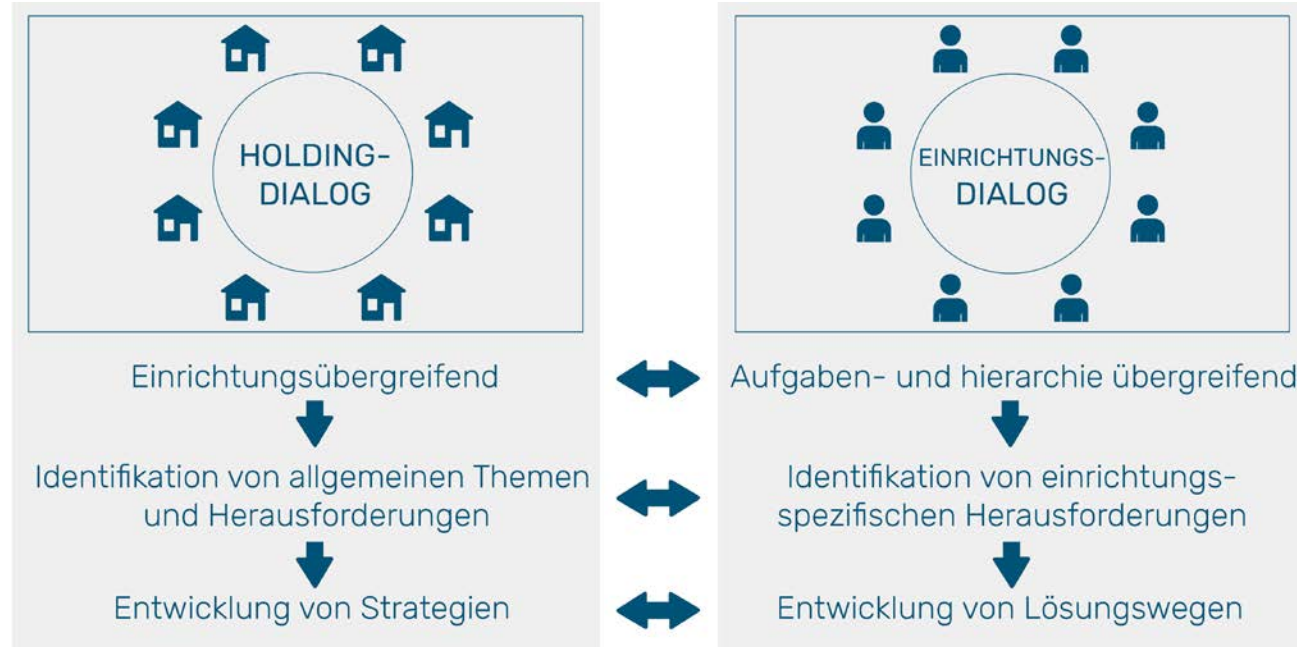 HOLDING-
DIALOG
Einrichtungsübergreifend
Identifikation von allgemeinen Themen
und Herausforderungen
Entwicklung von Strategien
EINRICHTUNGS-
DIALOG
Aufgaben- und hierarchie übergreifend
Identifikation von einrichtungs-
spezifischen Herausforderungen
Entwicklung von Lösungswegen